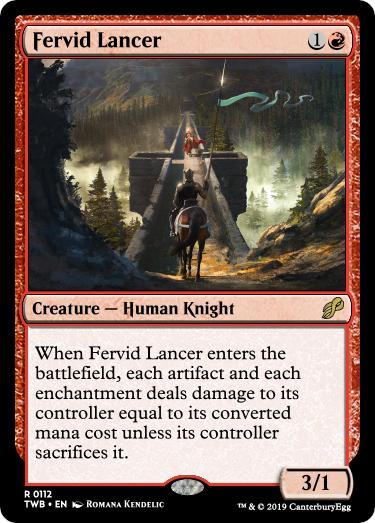 Fervid Lancer 1
Creature — Human Knight
When Fervid Lancer enters the
battlefield, each artifact and each
enchantment deals damage to its
controller equal to its converted
mana cost unless its controller
sacrifices it.
3/1
R 0112
TWB • EN Romana Kendelic
™ & © 2019 CanterburyEgg